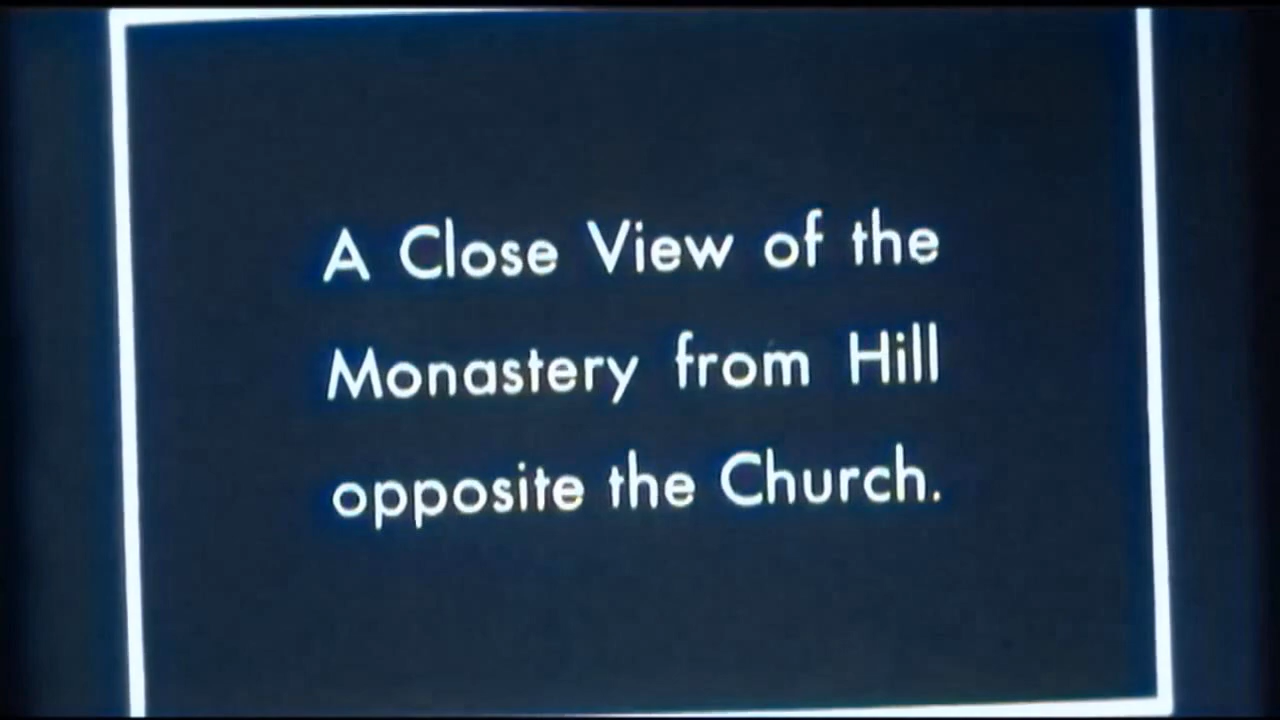 A Close View of the
Monastery from Hill
opposite the Church.